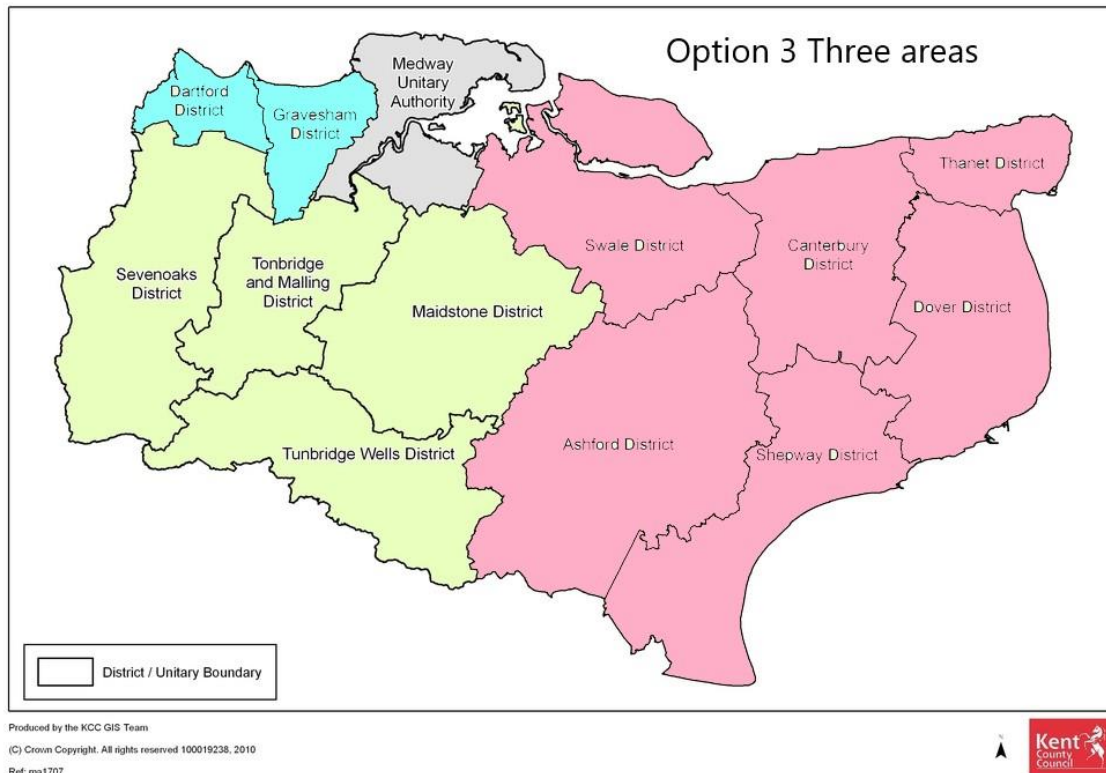 Option 3 Three areas
Medway
Unitary
Authority
Dartford
District
Gravesham
District
Thanet District
Swale District
Canterbury
District
Sevenoaks
District
Tonbridge
and Malling
District
Maidstone District
Dover District
Ashford District
Shepway District
Tunbridge Wells District
District / Unitary Boundary
Produced by the KCC GIS Team
(C) Crown Copyright. All rights reserved 100019238, 2010
Ref: ma1707
Kent
County
Council